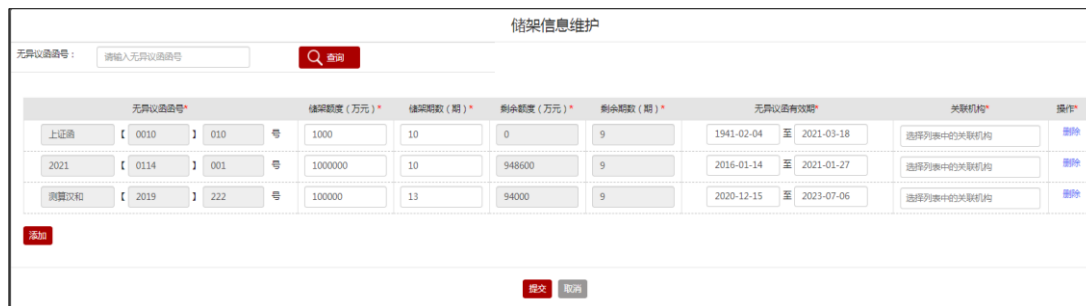 储架信息维护
无异议函函号： 请输入无异议函函号 查询
无异议函函号* 储架额度（万元）* 储架期数（期）* 剩余额度（万元）* 剩余期数（期）* 无异议函有效期* 关联机构* 操作*
上证函 【 0010 】 010 号 1000 10 0 9 1941-02-04 至 2021-03-18 选择列表中的关联机构 删除
2021 【 0114 】 001 号 1000000 10 948600 9 2016-01-14 至 2021-01-27 选择列表中的关联机构 删除
测算汉和 【 2019 】 222 号 100000 13 94000 9 2020-12-15 至 2023-07-06 选择列表中的关联机构 删除
添加
提交 取消